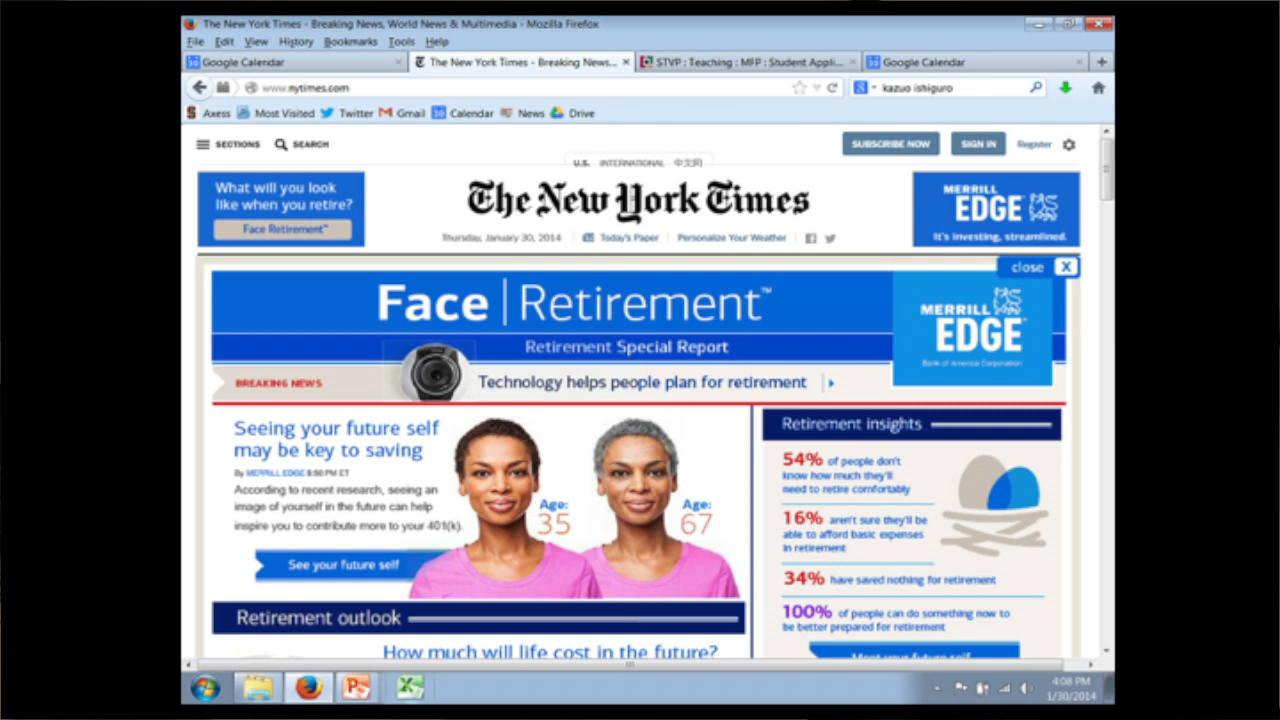 The New York Times - Breaking News, World News & Multimedia - Mozilla Firefox
File Edit View History Bookmarks Tools Help
Google Calendar
The New York Times - Breaking News...
STVP : Teaching : MFP : Student Appli...
Google Calendar
www.nytimes.com
kazuo ishiguro
Axess Most Visited Twitter Gmail Calendar News Drive
SECTIONS SEARCH
SUBSCRIBE NOW SIGN IN Register
U.S. INTERNATIONAL 中文网
What will you look
like when you retire?
Face Retirement™
The New York Times
Thursday, January 30, 2014 Today's Paper Personalize Your Weather
MERRILL
EDGE
It's investing, streamlined.
close X
Face | Retirement™
Retirement Special Report
MERRILL
EDGE
Bank of America Corporation
BREAKING NEWS
Technology helps people plan for retirement
Seeing your future self
may be key to saving
By MERRILL EDGE 9:50 PM ET
According to recent research, seeing an
image of yourself in the future can help
inspire you to contribute more to your 401(k).
See your future self
Age:
35
Age:
67
Retirement insights
54% of people don't
know how much they'll
need to retire comfortably
16% aren't sure they'll be
able to afford basic expenses
in retirement
34% have saved nothing for retirement
100% of people can do something now to
be better prepared for retirement
Meet your future self
Retirement outlook
How much will life cost in the future?
4:08 PM
1/30/2014